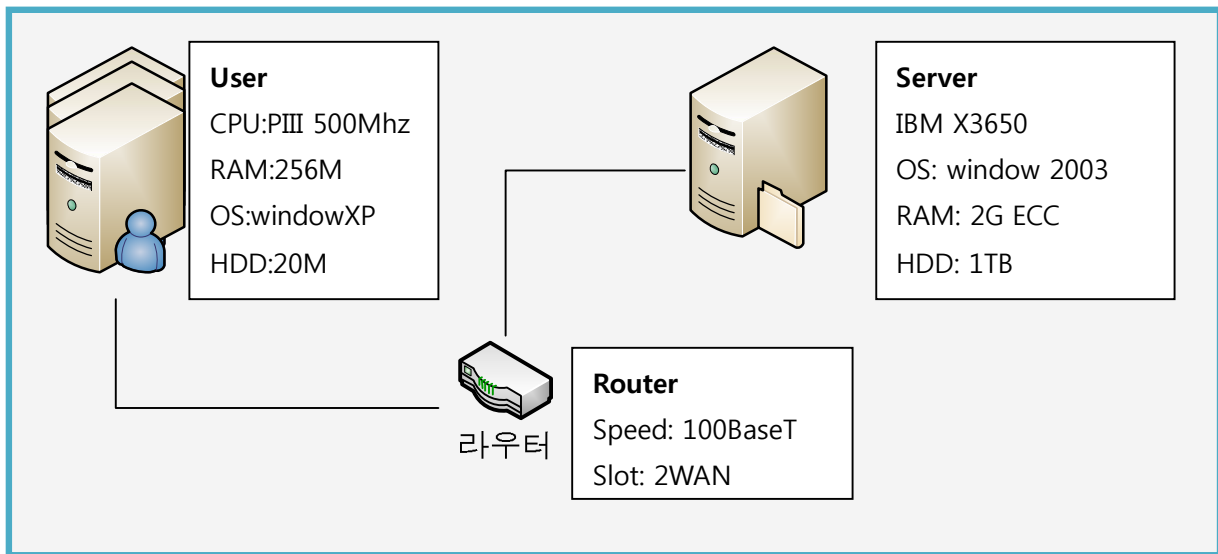 User
CPU:PIII 500Mhz
RAM:256M
OS:windowXP
HDD:20M
Server
IBM X3650
OS: window 2003
RAM: 2G ECC
HDD: 1TB
라우터
Router
Speed: 100BaseT
Slot: 2WAN